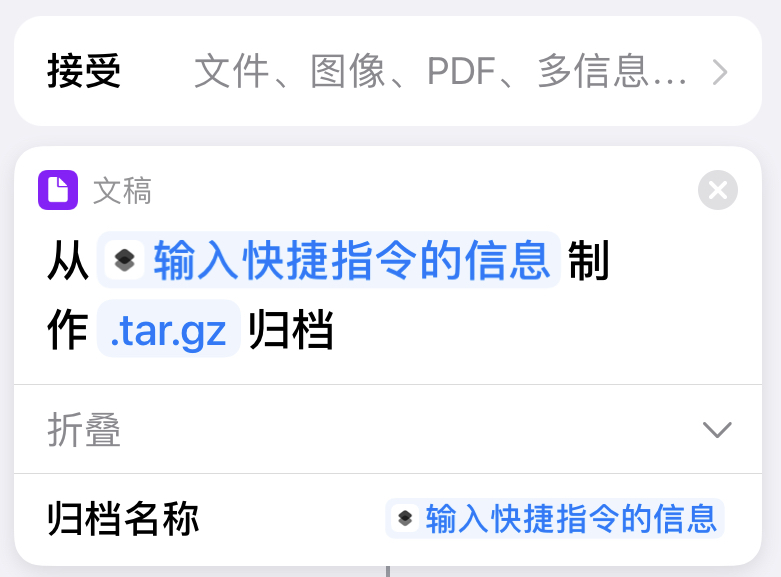 接受 文件、图像、PDF、多信息...
文稿
从 输入快捷指令的信息 制
作 .tar.gz 归档
折叠
归档名称 输入快捷指令的信息